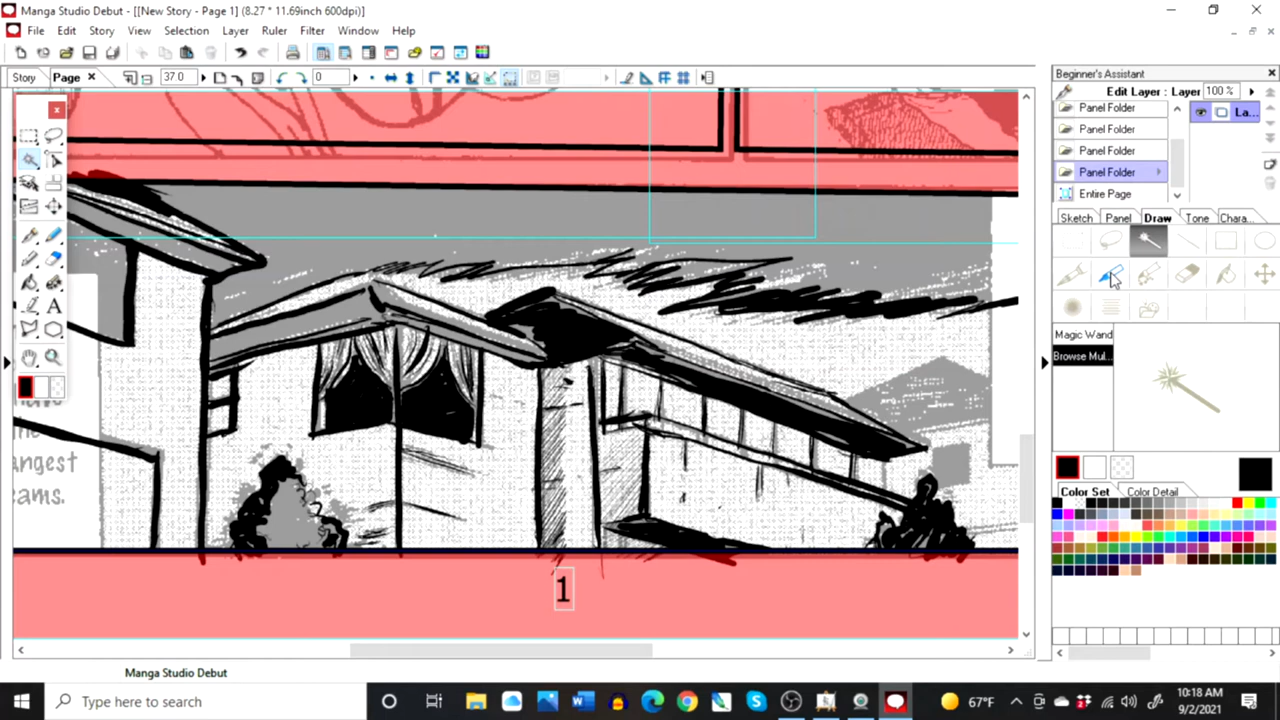 Manga Studio Debut - [[New Story - Page 1] (8.27 * 11.69inch 600dpi)]
File Edit Story View Selection Layer Ruler Filter Window Help
Story Page 37.0 0
Beginner's Assistant
Edit Layer : Layer 100 %
Panel Folder La...
Panel Folder
Panel Folder
Panel Folder
Entire Page
Sketch Panel Draw Tone Chara...
Magic Wand
Browse Mul...
angest
eams.
Color Set Color Detail
1
Manga Studio Debut
Type here to search
67°F
10:18 AM
9/2/2021